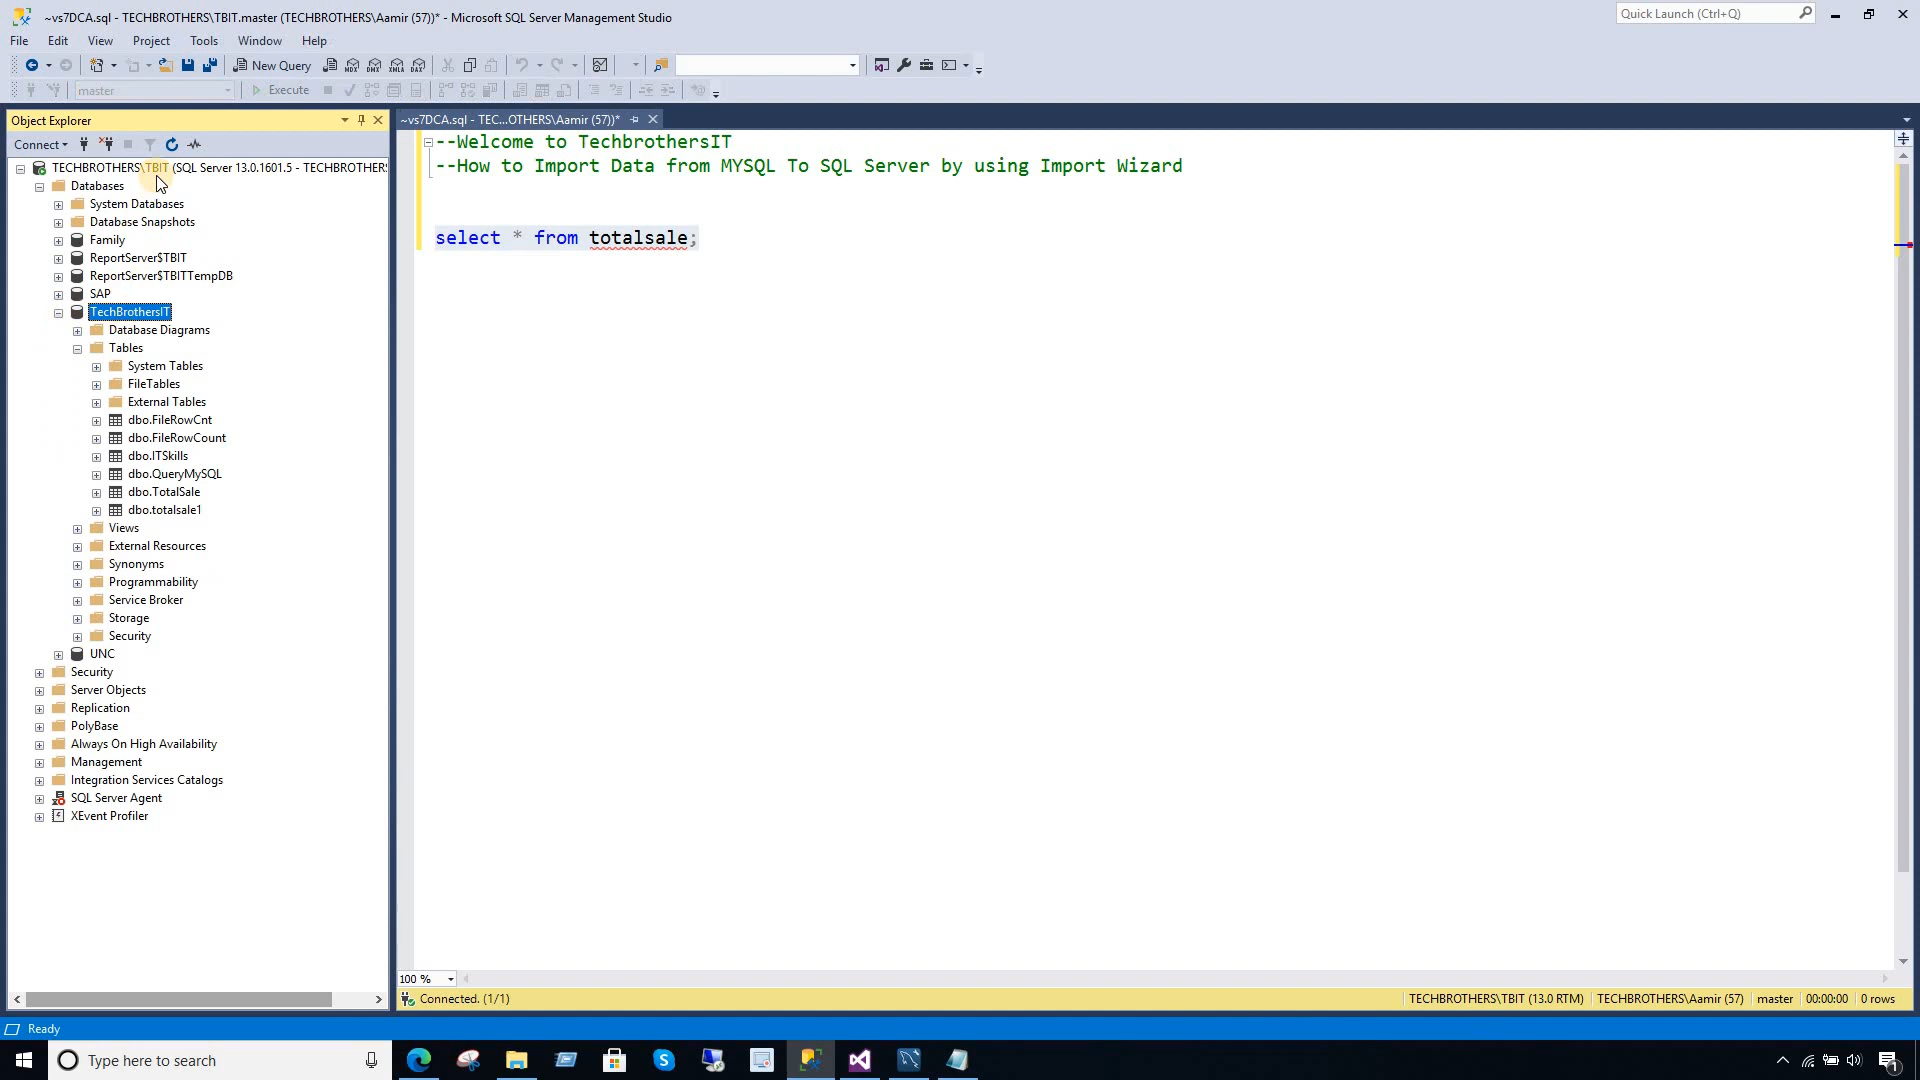 ~vs7DCA.sql - TECHBROTHERS\TBIT.master (TECHBROTHERS\Aamir (57))* - Microsoft SQL Server Management Studio
Quick Launch (Ctrl+Q)
File Edit View Project Tools Window Help
New Query
MDX DMX XMLA DAX
master Execute
Object Explorer
~vs7DCA.sql - TEC...OTHERS\Aamir (57))*
Connect
TECHBROTHERS\TBIT (SQL Server 13.0.1601.5 - TECHBROTHERS
Databases
System Databases
Database Snapshots
Family
ReportServer$TBIT
ReportServer$TBITTempDB
SAP
TechBrothersIT
Database Diagrams
Tables
System Tables
FileTables
External Tables
dbo.FileRowCnt
dbo.FileRowCount
dbo.ITSkills
dbo.QueryMySQL
dbo.TotalSale
dbo.totalsale1
Views
External Resources
Synonyms
Programmability
Service Broker
Storage
Security
UNC
Security
Server Objects
Replication
PolyBase
Always On High Availability
Management
Integration Services Catalogs
SQL Server Agent
XEvent Profiler
--Welcome to TechbrothersIT
--How to Import Data from MYSQL To SQL Server by using Import Wizard
select * from totalsale;
100 %
Connected. (1/1)
TECHBROTHERS\TBIT (13.0 RTM) TECHBROTHERS\Aamir (57) master 00:00:00 0 rows
Ready
Type here to search
1